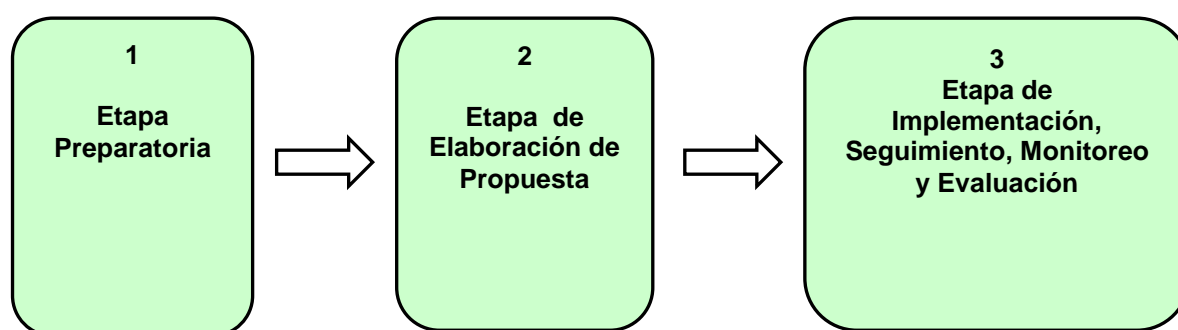 1
Etapa
Preparatoria
2
Etapa de
Elaboración de
Propuesta
3
Etapa de
Implementación,
Seguimiento, Monitoreo
y Evaluación